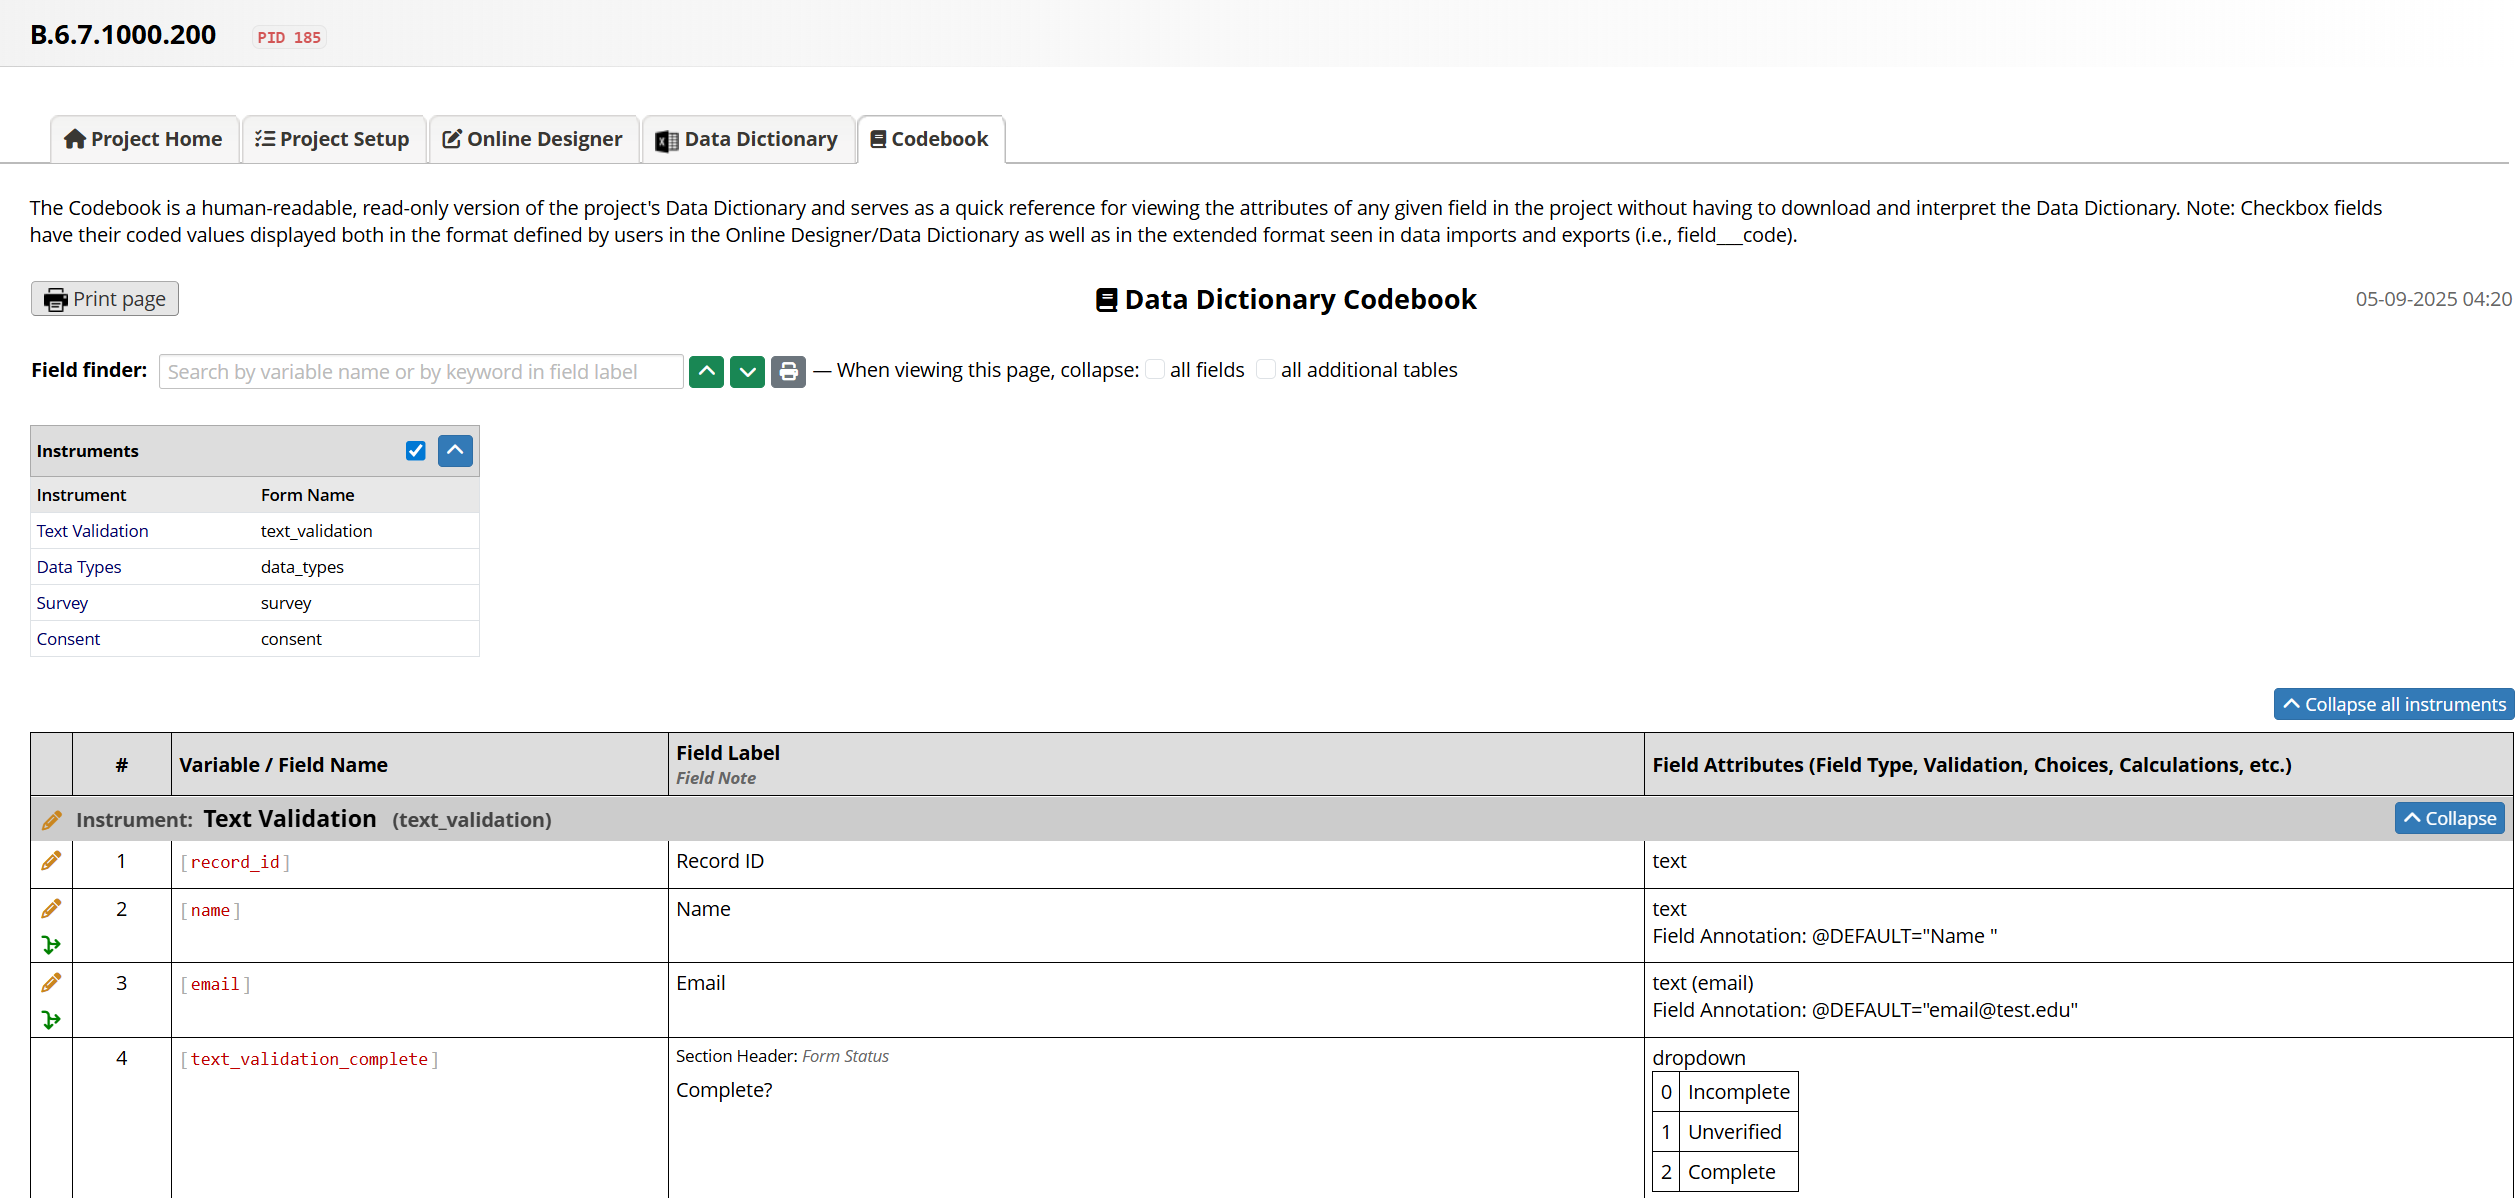 B.6.7.1000.200 PID 185
Project Home Project Setup Online Designer Data Dictionary Codebook
The Codebook is a human-readable, read-only version of the project's Data Dictionary and serves as a quick reference for viewing the attributes of any given field in the project without having to download and interpret the Data Dictionary. Note: Checkbox fields
have their coded values displayed both in the format defined by users in the Online Designer/Data Dictionary as well as in the extended format seen in data imports and exports (i.e., field___code).
Print page Data Dictionary Codebook 05-09-2025 04:20
Field finder: Search by variable name or by keyword in field label — When viewing this page, collapse: all fields all additional tables
Instruments
Instrument Form Name
Text Validation text_validation
Data Types data_types
Survey survey
Consent consent
Collapse all instruments
# Variable / Field Name Field Label Field Attributes (Field Type, Validation, Choices, Calculations, etc.)
Field Note
Instrument: Text Validation (text_validation) Collapse
1 [record_id] Record ID text
2 [name] Name text
Field Annotation: @DEFAULT="Name "
3 [email] Email text (email)
Field Annotation: @DEFAULT="email@test.edu"
4 [text_validation_complete] Section Header: Form Status dropdown
Complete?
0 Incomplete
1 Unverified
2 Complete